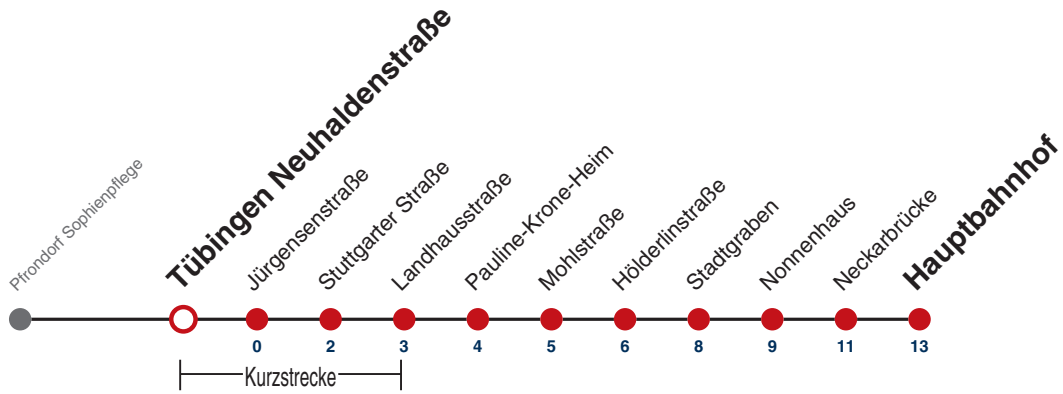 Pfrondorf Sophienpflege
Tübingen Neuhaldenstraße
Jürgensenstraße
Stuttgarter Straße
Landhausstraße
Pauline-Krone-Heim
Mohlstraße
Hölderlinstraße
Stadtgraben
Nonnenhaus
Neckarbrücke
Hauptbahnhof
0 2 3 4 5 6 8 9 11 13
Kurzstrecke